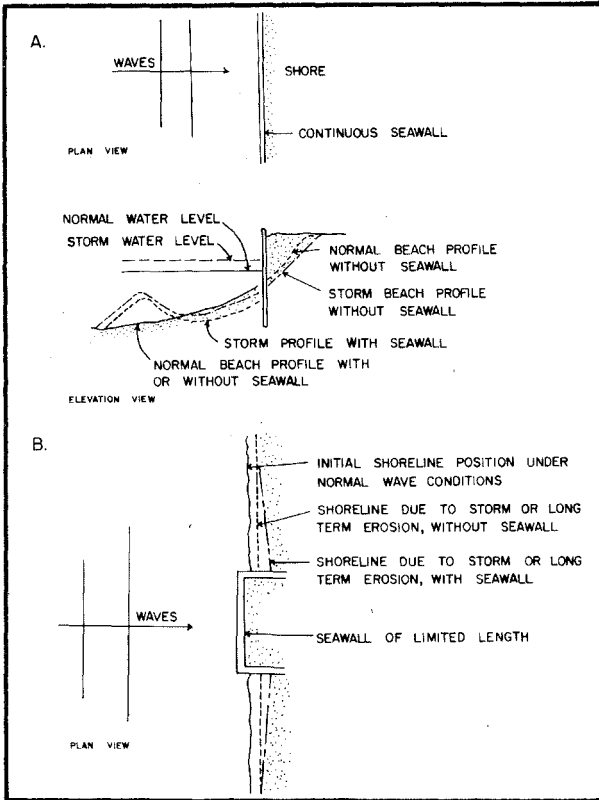 A.
WAVES
SHORE
CONTINUOUS SEAWALL
PLAN VIEW
NORMAL WATER LEVEL
STORM WATER LEVEL
NORMAL BEACH PROFILE
WITHOUT SEAWALL
STORM BEACH PROFILE
WITHOUT SEAWALL
STORM PROFILE WITH SEAWALL
NORMAL BEACH PROFILE WITH
OR WITHOUT SEAWALL
ELEVATION VIEW
B.
INITIAL SHORELINE POSITION UNDER
NORMAL WAVE CONDITIONS
SHORELINE DUE TO STORM OR LONG
TERM EROSION, WITHOUT SEAWALL
SHORELINE DUE TO STORM OR LONG
TERM EROSION, WITH SEAWALL
WAVES
SEAWALL OF LIMITED LENGTH
PLAN VIEW